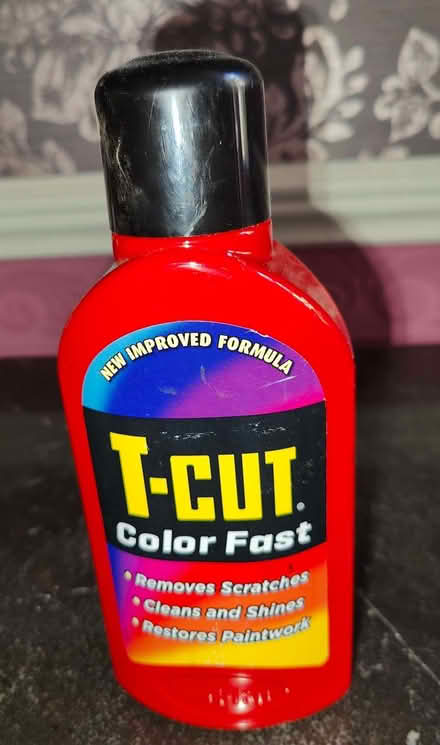 NEW IMPROVED FORMULA
T-CUT
Color Fast
• Removes Scratches
• Cleans and Shines
• Restores Paintwork